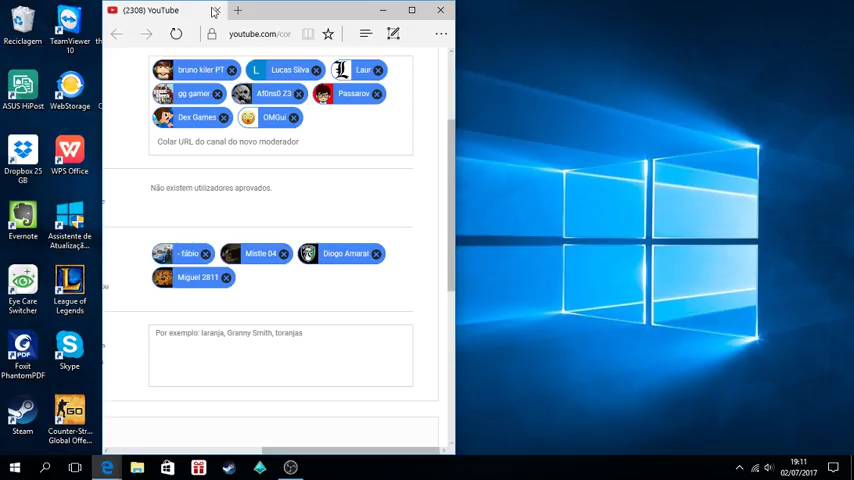 (2308) YouTube
youtube.com/cor
bruno kiler PT
Lucas Silva
Laur
gg gamer
Af0ns0 Z3
Passarov
Dex Games
OMGui
Colar URL do canal do novo moderador
Não existem utilizadores aprovados.
- fábio
Mistle 04
Diogo Amaral
Miguel 2811
Por exemplo: laranja, Granny Smith, toranjas
Reciclagem
TeamViewer
10
th
ASUS HiPost
WebStorage
Dropbox 25
GB
WPS Office
Evernote
Assistente de
Atualizaçã...
Eye Care
Switcher
League of
Legends
Foxit
PhantomPDF
Skype
Steam
Counter-Str...
Global Offe...
19:11
02/07/2017